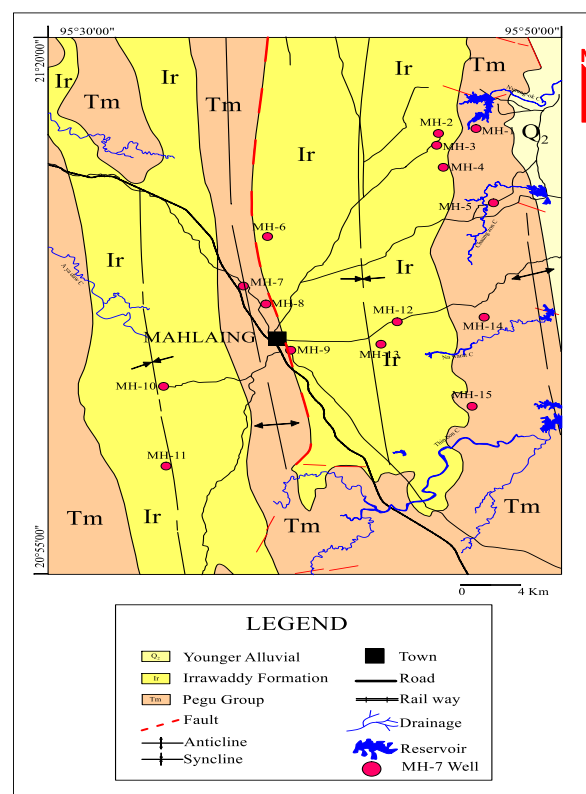 95°30'00"
95°50'00"
21°20'00"
N
Ir
Tm
Tm
Ir
Tm
Ir
MH-2
MH-1
Q2
MH-3
MH-4
MH-5
MH-6
Ir
Ir
MH-7
MH-8
MH-12
MH-14
MAHLAING
MH-13
MH-9
Ir
MH-10
MH-15
MH-11
Tm
Ir
Tm
Tm
20°55'00"
0 4 Km
LEGEND
Q2 Younger Alluvial
Town
Ir Irrawaddy Formation
Road
Tm Pegu Group
Rail way
Fault
Drainage
Anticline
Reservoir
Syncline
MH-7 Well